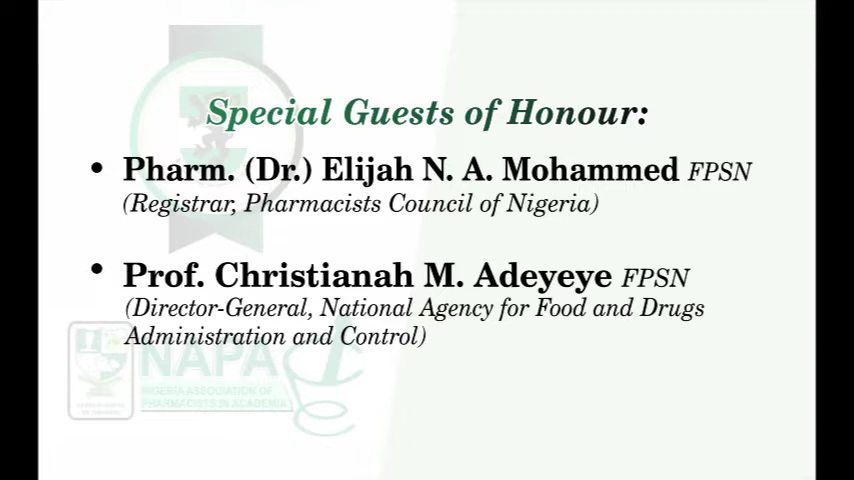 Special Guests of Honour:
• Pharm. (Dr.) Elijah N. A. Mohammed FPSN
(Registrar, Pharmacists Council of Nigeria)
• Prof. Christianah M. Adeyeye FPSN
(Director-General, National Agency for Food and Drugs
Administration and Control)
NAPA
NIGERIA ASSOCIATION OF
PHARMACISTS IN ACADEMIA